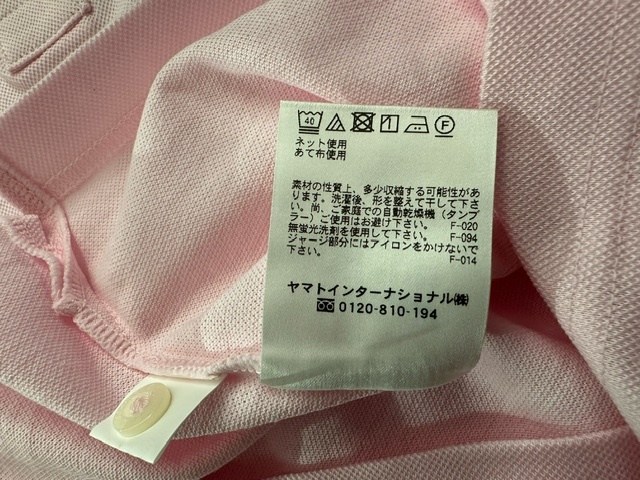 40
F
ネット使用
あて布使用
素材の性質上、多少収縮する可能性があ
ります。洗濯後、形を整えて干して下さ
い。尚、ご家庭での自動乾燥機（タンブ
ラー）ご使用はお避け下さい。 F-020
無蛍光洗剤を使用して下さい。 F-094
ジャージ部分にはアイロンをかけないで
下さい。 F-014
ヤマトインターナショナル㈱
0120-810-194